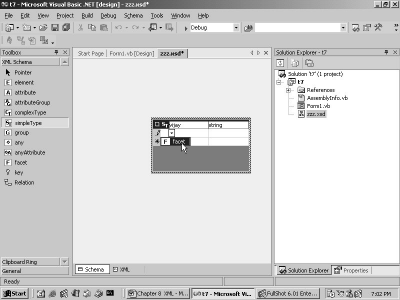 t7 - Microsoft Visual Basic .NET [design] - zzz.xsd*
File Edit View Project Build Debug Schema Tools Window Help
Debug
Toolbox
XML Schema
Pointer
element
attribute
attributeGroup
complexType
simpleType
group
any
anyAttribute
facet
key
Relation
Clipboard Ring
General
Start Page Form1.vb [Design] zzz.xsd*
string
F facet
Schema XML
Solution Explorer - t7
Solution 't7' (1 project)
t7
References
AssemblyInfo.vb
Form1.vb
zzz.xsd
Solution Explorer Properties
Ready
Start
Chapter 8 XML - M...
t7 - Microsoft Vi...
FullShot 6.01 Ente...
7:02 PM